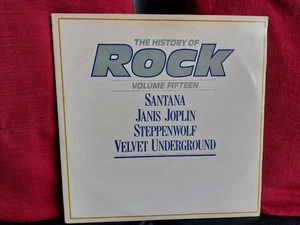 THE HISTORY OF
ROCK
VOLUME FIFTEEN
SANTANA
JANIS JOPLIN
STEPPENWOLF
VELVET UNDERGROUND